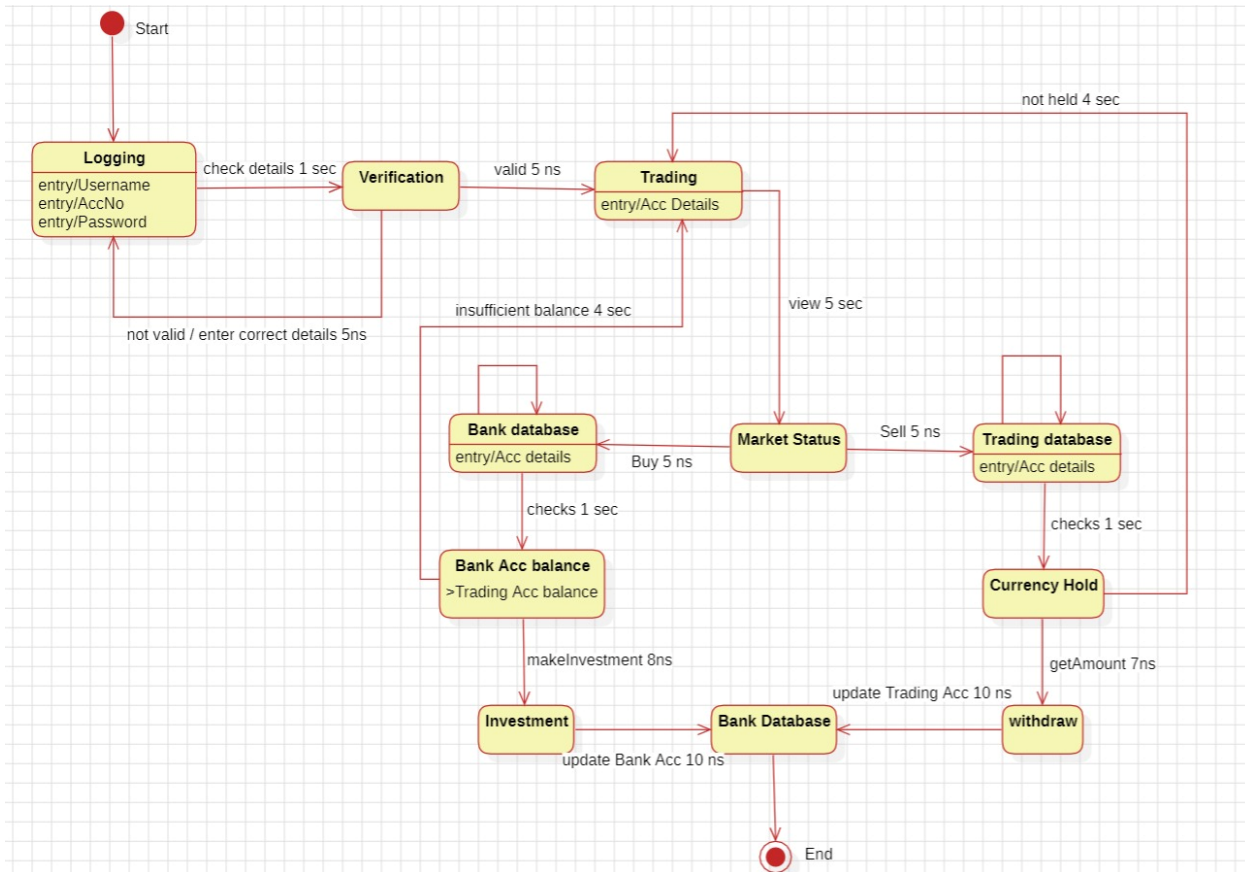 Start
not held 4 sec
Logging
entry/Username
entry/AccNo
entry/Password
check details 1 sec
Verification
valid 5 ns
Trading
entry/Acc Details
not valid / enter correct details 5ns
insufficient balance 4 sec
view 5 sec
Bank database
entry/Acc details
Buy 5 ns
Market Status
Sell 5 ns
Trading database
entry/Acc details
checks 1 sec
checks 1 sec
Bank Acc balance
>Trading Acc balance
Currency Hold
makeInvestment 8ns
getAmount 7ns
update Trading Acc 10 ns
Investment
Bank Database
withdraw
update Bank Acc 10 ns
End